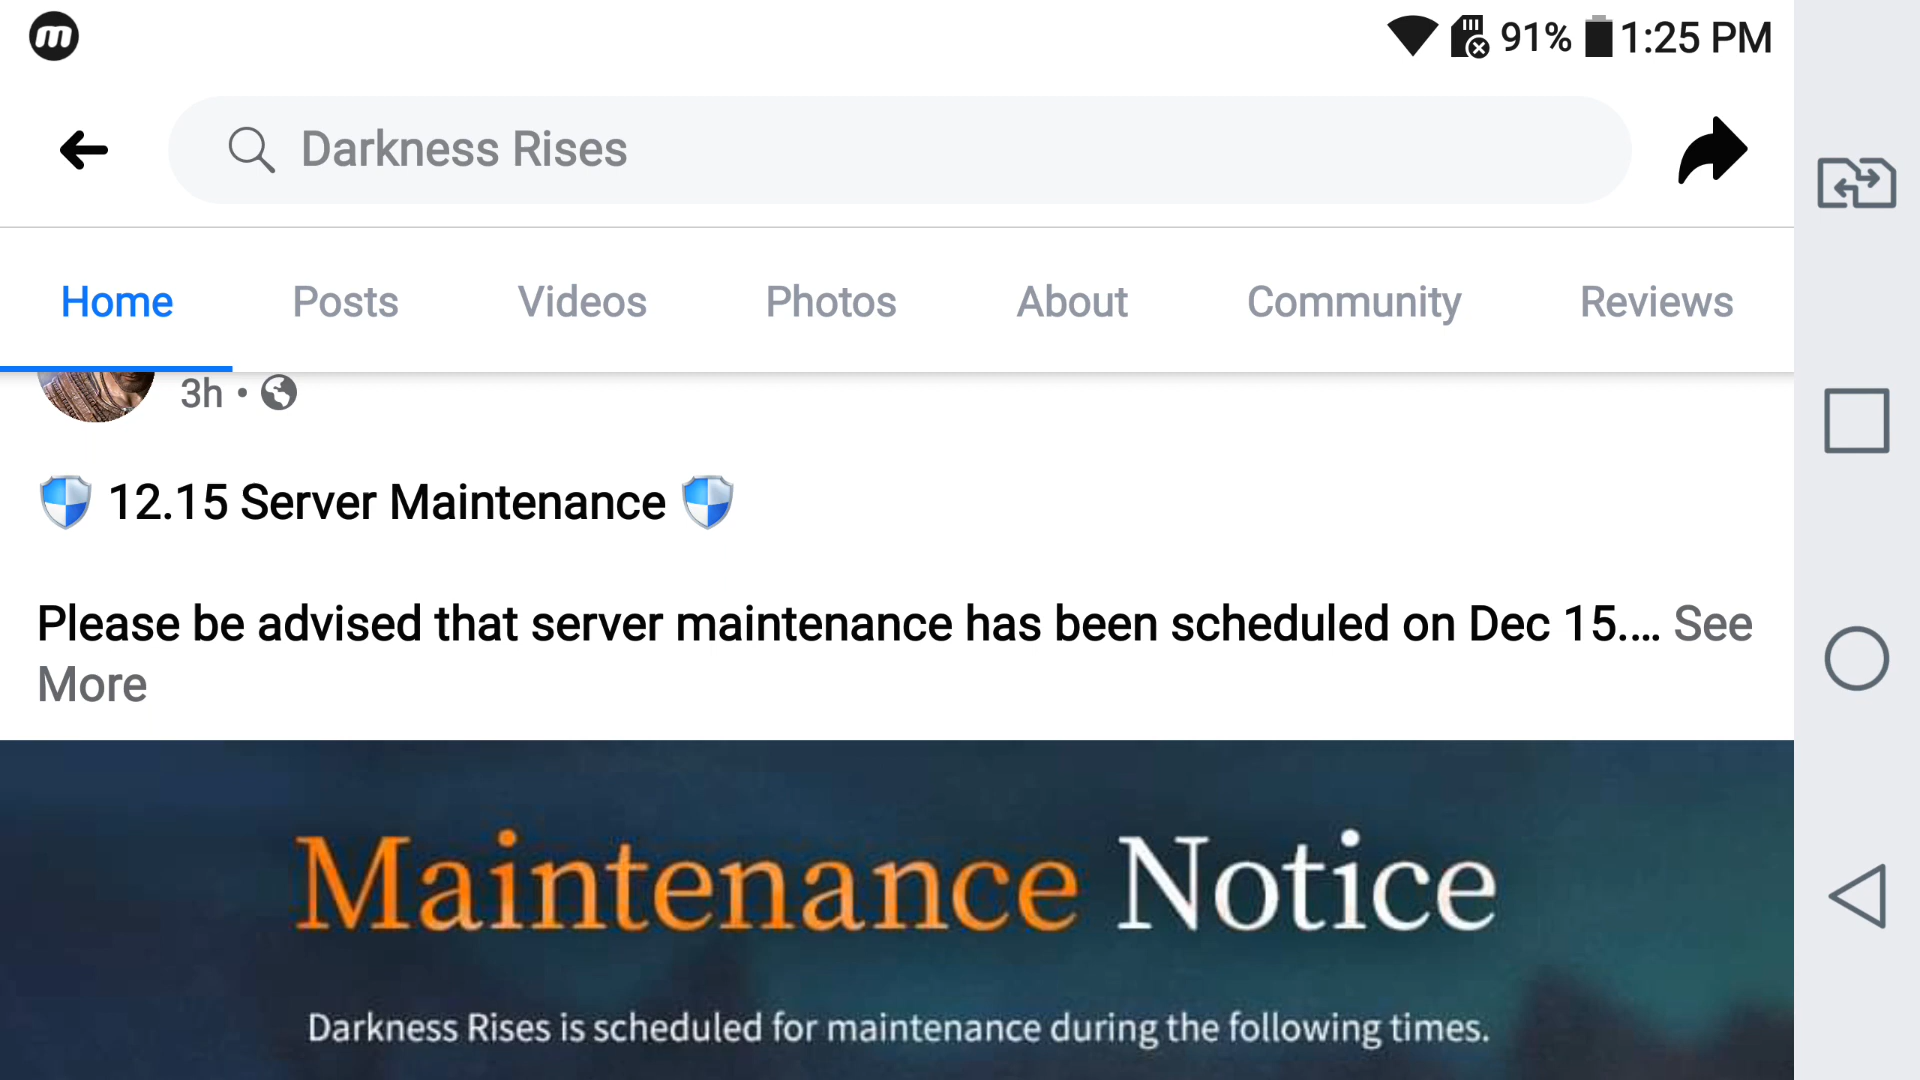 m
91% 1:25 PM
Darkness Rises
Home Posts Videos Photos About Community Reviews
3h •
12.15 Server Maintenance
Please be advised that server maintenance has been scheduled on Dec 15.... See
More
Maintenance Notice
Darkness Rises is scheduled for maintenance during the following times.